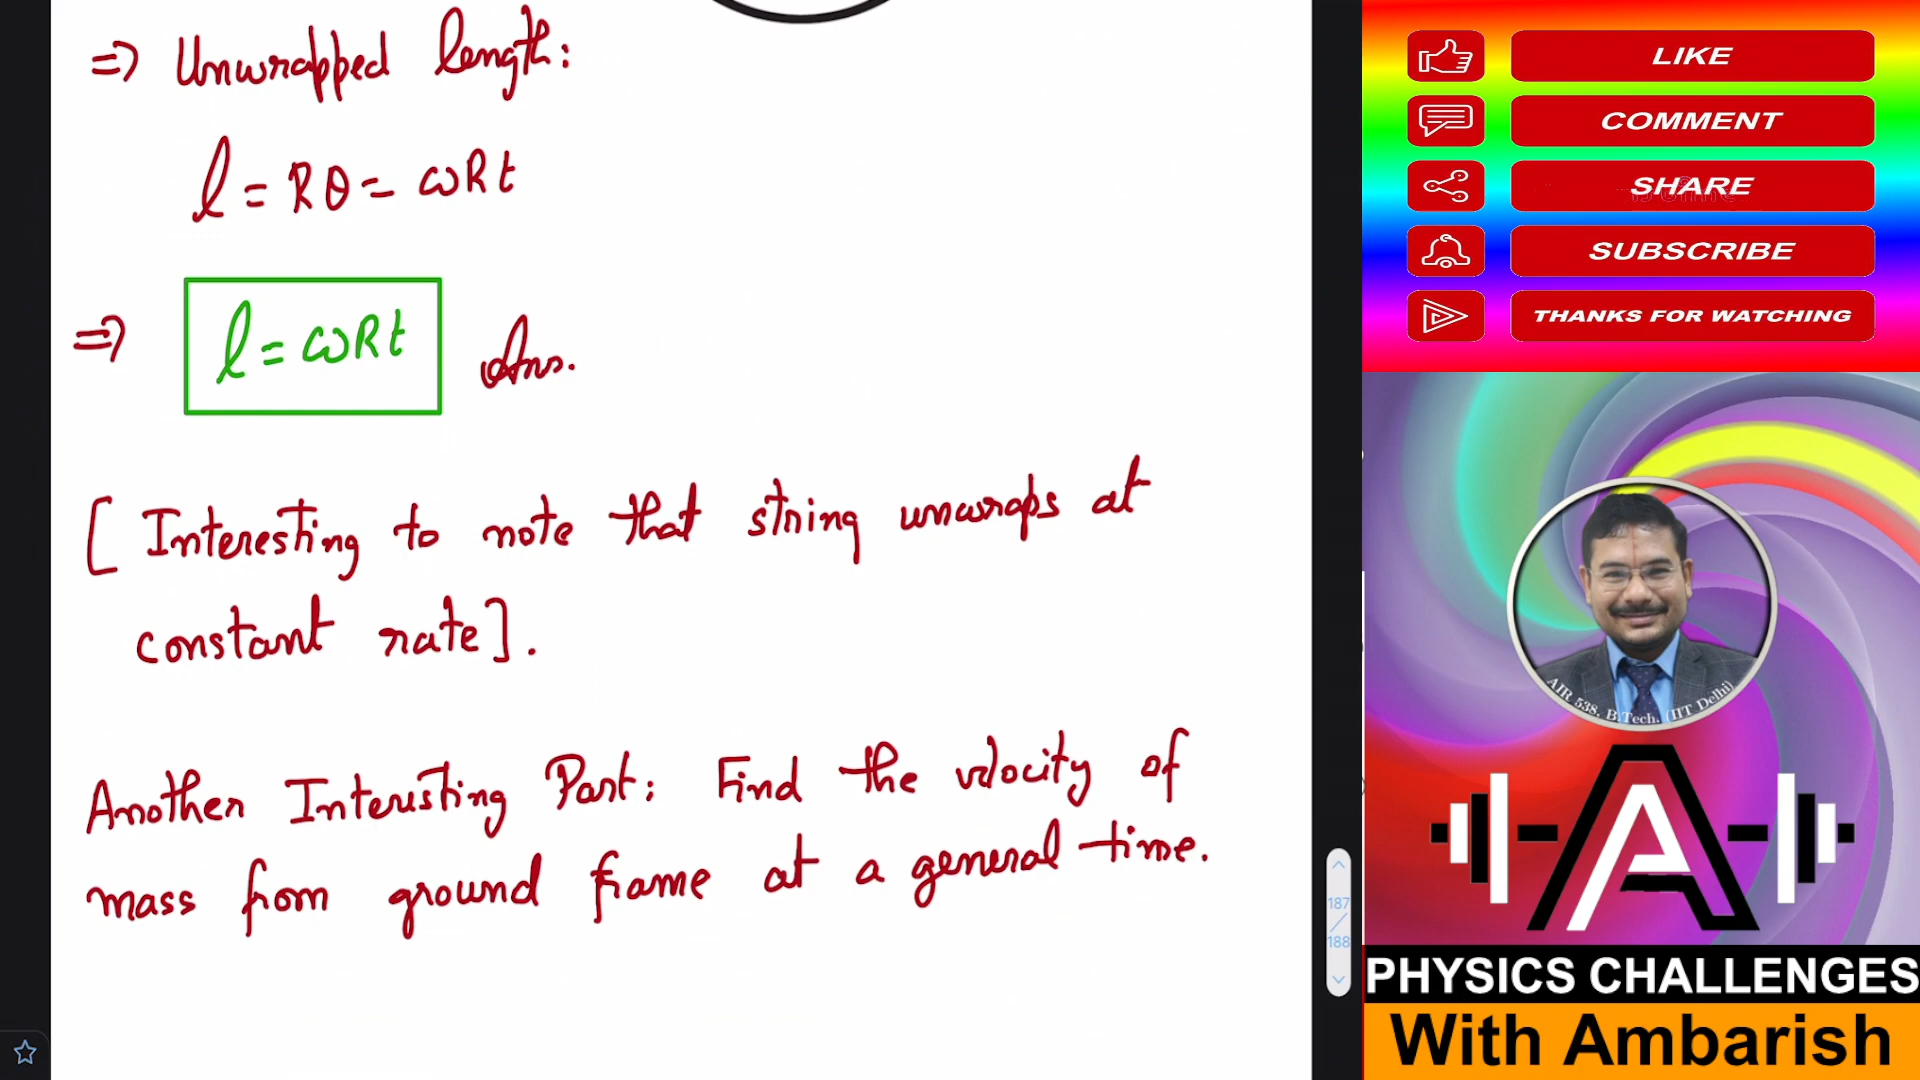 ⇒ Unwrapped length:
l = Rθ = ωRt
⇒ l = ωRt Ans.
[Interesting to note that string unwraps at
constant rate].
Another Interesting Part: Find the velocity of
mass from ground frame at a general time.
187
188
LIKE
COMMENT
SHARE
SUBSCRIBE
THANKS FOR WATCHING
AIR 538, B.Tech. (IIT Delhi)
A
PHYSICS CHALLENGES
With Ambarish